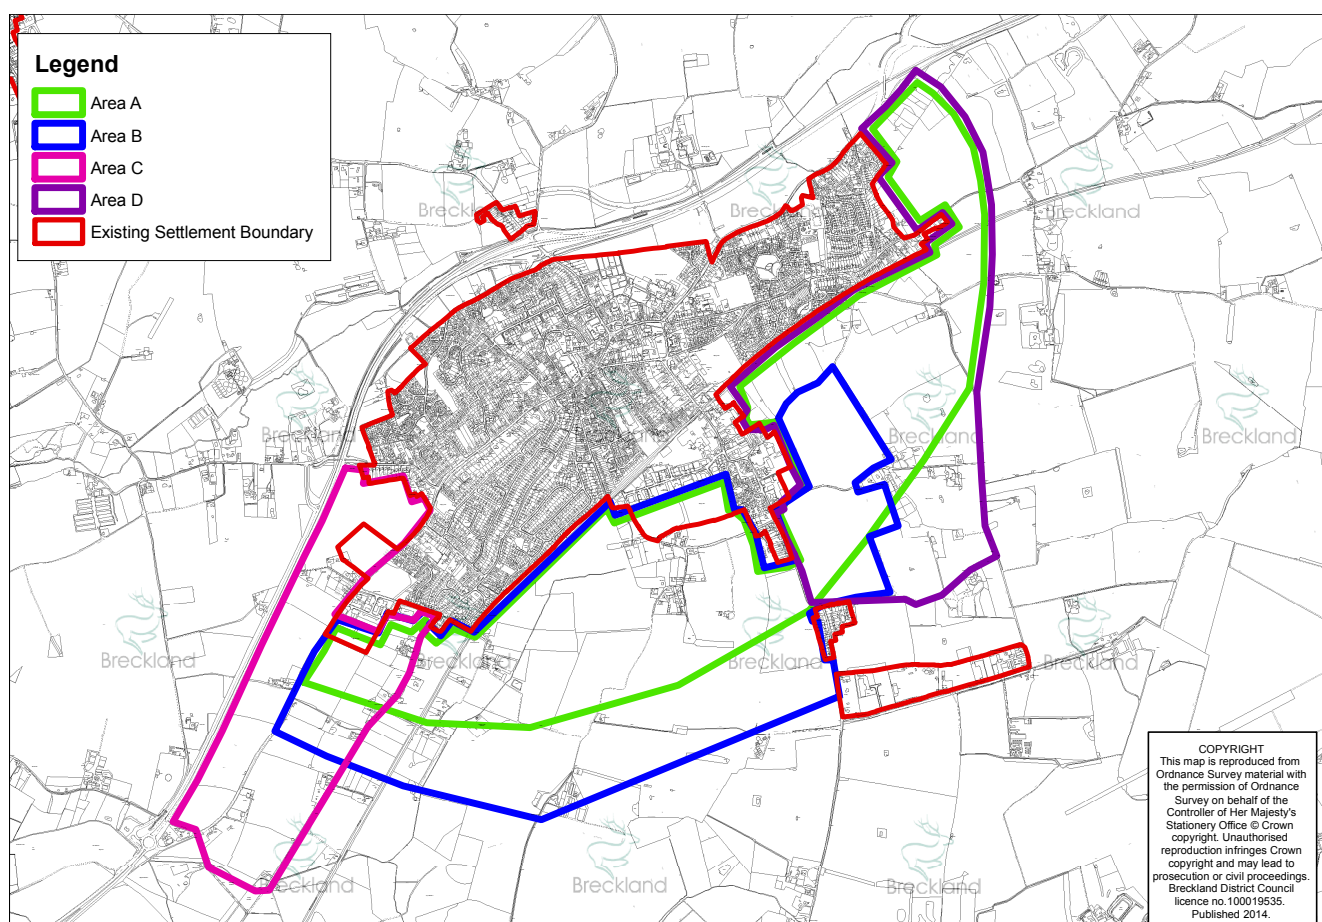 Legend
Area A
Area B
Area C
Area D
Existing Settlement Boundary
Breckland
Breckland
Breckland
Breckland
Breckland
Breckland
Breckland
Breckland
Breckland
Breckland
Breckland
Breckland
Breckland
Breckland
COPYRIGHT
This map is reproduced from
Ordnance Survey material with
the permission of Ordnance
Survey on behalf of the
Controller of Her Majesty's
Stationery Office © Crown
copyright. Unauthorised
reproduction infringes Crown
copyright and may lead to
prosecution or civil proceedings.
Breckland District Council
licence no.100019535.
Published 2014.